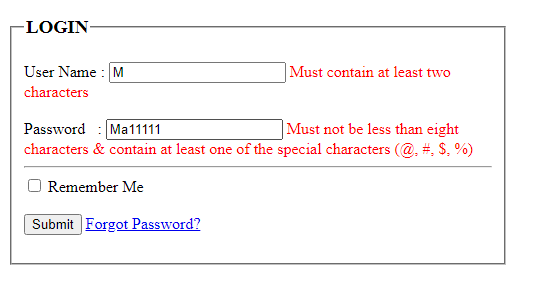 LOGIN
User Name : M Must contain at least two
characters
Password : Ma11111 Must not be less than eight
characters & contain at least one of the special characters (@, #, $, %)
Remember Me
Submit Forgot Password?